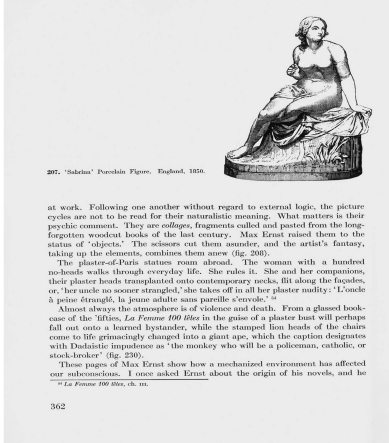 207. 'Sabrina' Porcelain Figure. England, 1850.
at work. Following one another without regard to external logic, the picture
cycles are not to be read for their naturalistic meaning. What matters is their
psychic comment. They are collages, fragments culled and pasted from the long-
forgotten woodcut books of the last century. Max Ernst raised them to the
status of 'objects.' The scissors cut them asunder, and the artist's fantasy,
taking up the elements, combines them anew (fig. 208).
The plaster-of-Paris statues roam abroad. The woman with a hundred
no-heads walks through everyday life. She rules it. She and her companions,
their plaster heads transplanted onto contemporary necks, flit along the façades,
or, 'her uncle no sooner strangled,' she takes off in all her plaster nudity: 'L'oncle
à peine étranglé, la jeune adulte sans pareille s'envole.' 54
Almost always the atmosphere is of violence and death. From a glassed book-
case of the 'fifties, La Femme 100 têtes in the guise of a plaster bust will perhaps
fall out onto a learned bystander, while the stamped lion heads of the chairs
come to life grimacingly changed into a giant ape, which the caption designates
with Dadaistic impudence as 'the monkey who will be a policeman, catholic, or
stock-broker' (fig. 230).
These pages of Max Ernst show how a mechanized environment has affected
our subconscious. I once asked Ernst about the origin of his novels, and he
54 La Femme 100 têtes, ch. III.
362